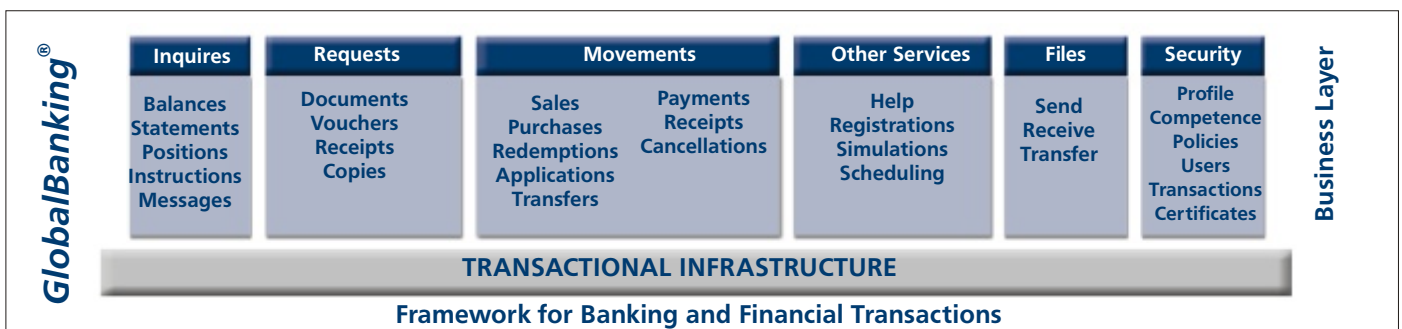 GlobalBanking®
Inquires
Balances
Statements
Positions
Instructions
Messages
Requests
Documents
Vouchers
Receipts
Copies
Movements
Sales
Purchases
Redemptions
Applications
Transfers
Payments
Receipts
Cancellations
Other Services
Help
Registrations
Simulations
Scheduling
Files
Send
Receive
Transfer
Security
Profile
Competence
Policies
Users
Transactions
Certificates
Business Layer
TRANSACTIONAL INFRASTRUCTURE
Framework for Banking and Financial Transactions